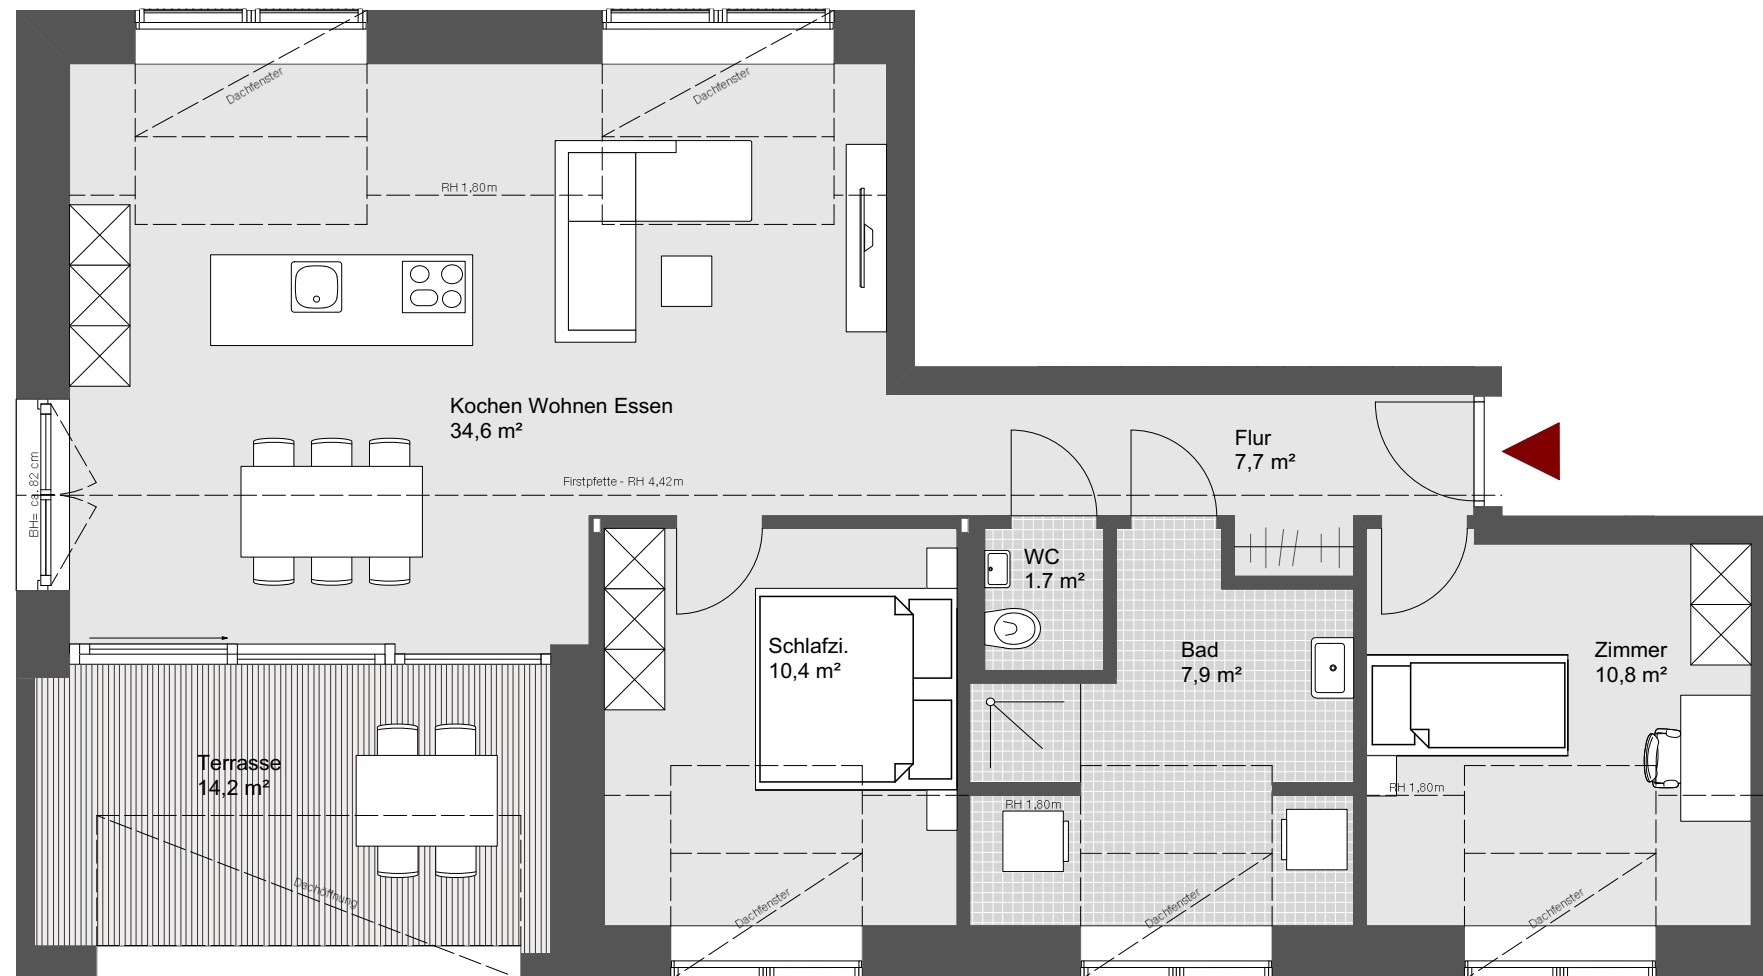 Dachfenster
Dachfenster
RH 1,80m
Kochen Wohnen Essen
34,6 m²
Flur
7,7 m²
BH= ca. 82 cm
Firstpfette - RH 4,42m
WC
1.7 m²
Schlafzi.
10,4 m²
Bad
7,9 m²
Zimmer
10,8 m²
Terrasse
14,2 m²
RH 1,80m
RH 1,80m
Dachöffnung
Dachfenster
Dachfenster
Dachfenster